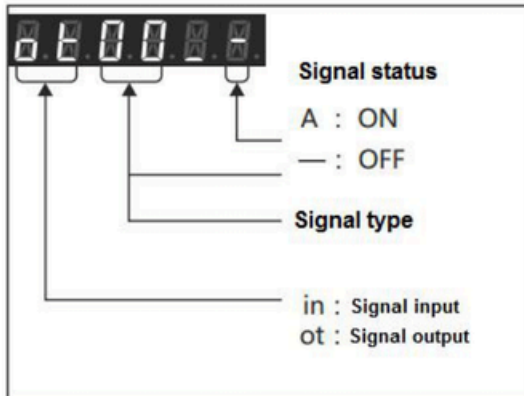 ot00_ -
Signal status
A : ON
— : OFF
Signal type
in : Signal input
ot : Signal output